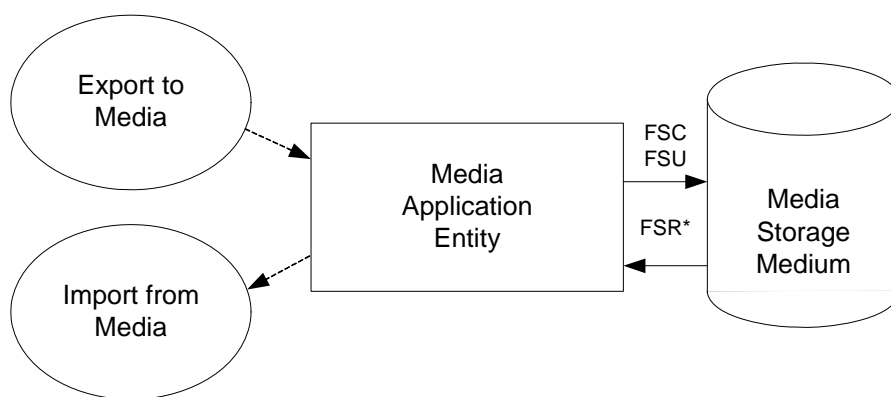 Export to
Media
Import from
Media
Media
Application
Entity
FSC
FSU
FSR*
Media
Storage
Medium